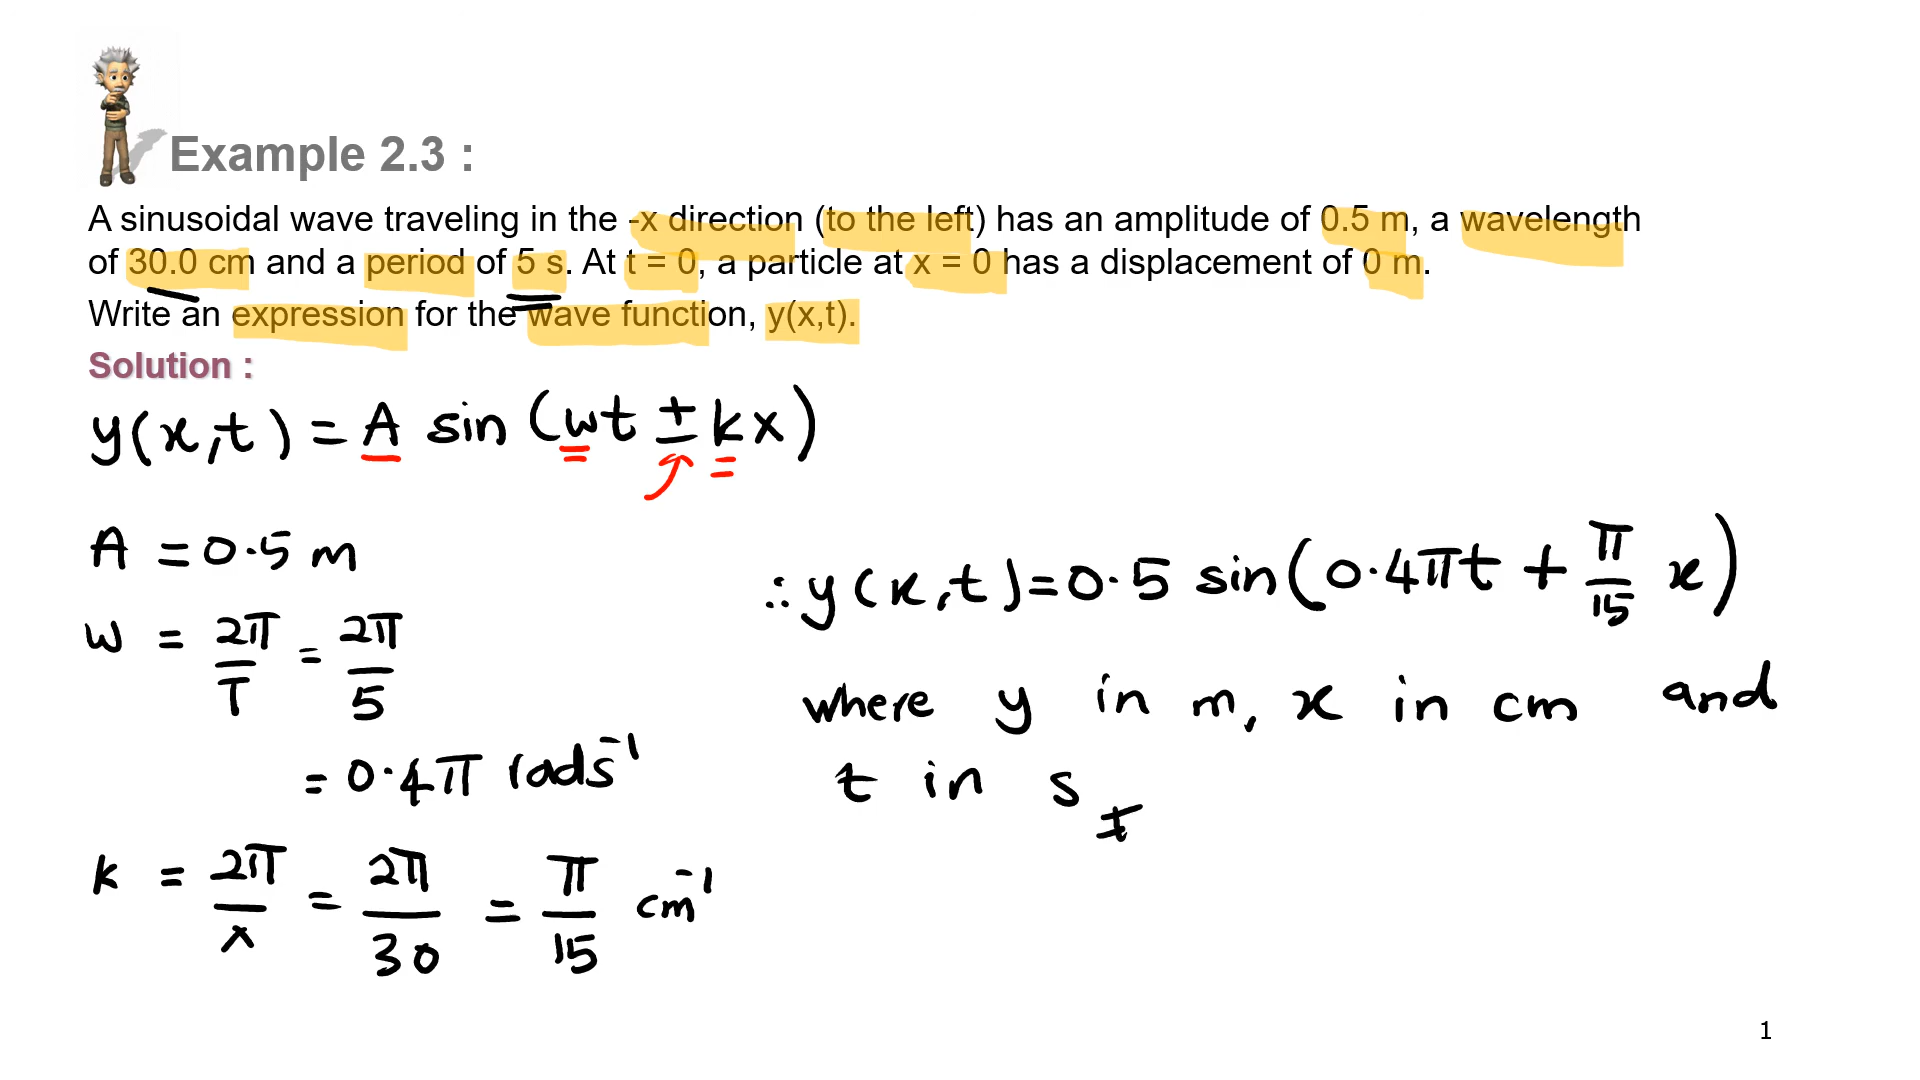 Example 2.3 :
A sinusoidal wave traveling in the -x direction (to the left) has an amplitude of 0.5 m, a wavelength
of 30.0 cm and a period of 5 s. At t = 0, a particle at x = 0 has a displacement of 0 m.
Write an expression for the wave function, y(x,t).
Solution :
y(x,t) = A sin (ωt ± kx)
A = 0.5 m
ω = 2π/T = 2π/5
= 0.4π rads⁻¹
k = 2π/λ = 2π/30 = π/15 cm⁻¹
∴ y(x,t) = 0.5 sin(0.4πt + π/15 x)
where y in m, x in cm and
t in s
1